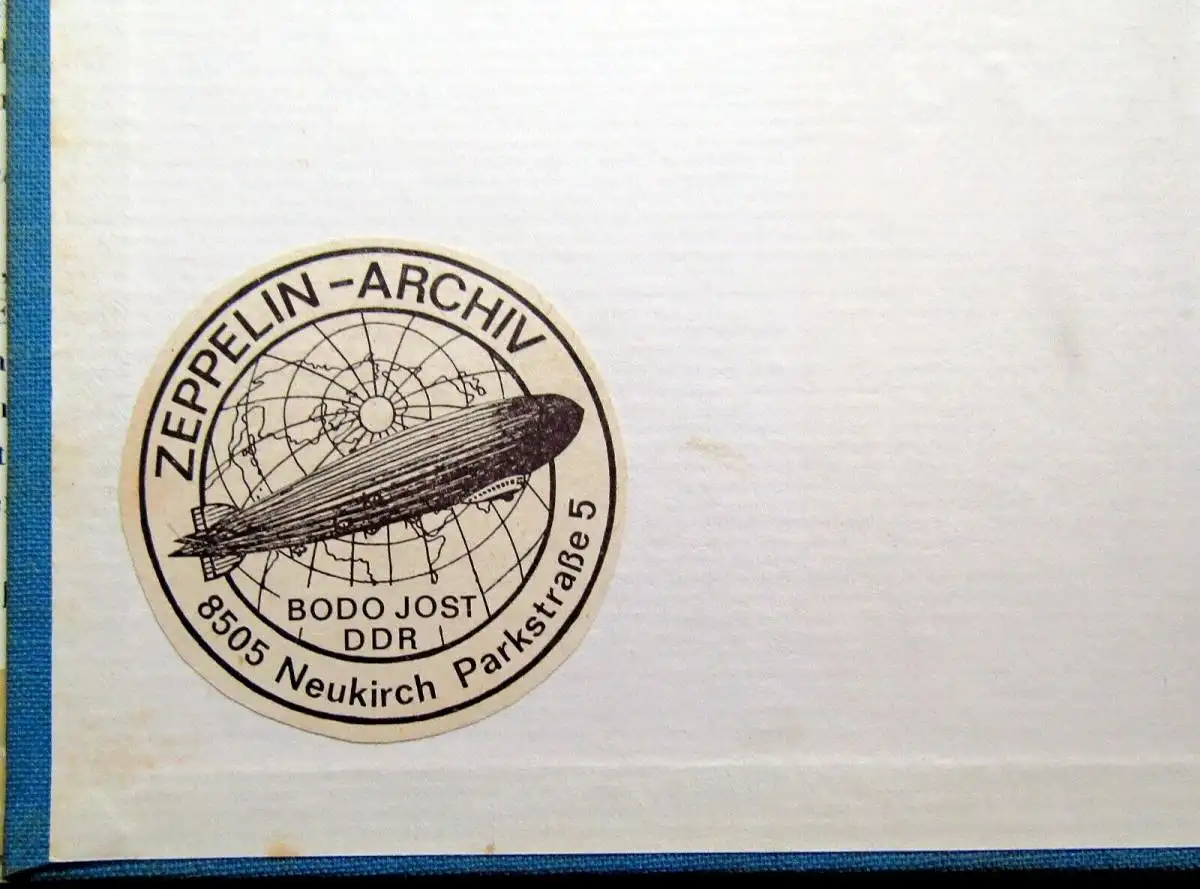 ZEPPELIN-ARCHIV
BODO JOST
DDR
8505 Neukirch Parkstraße 5